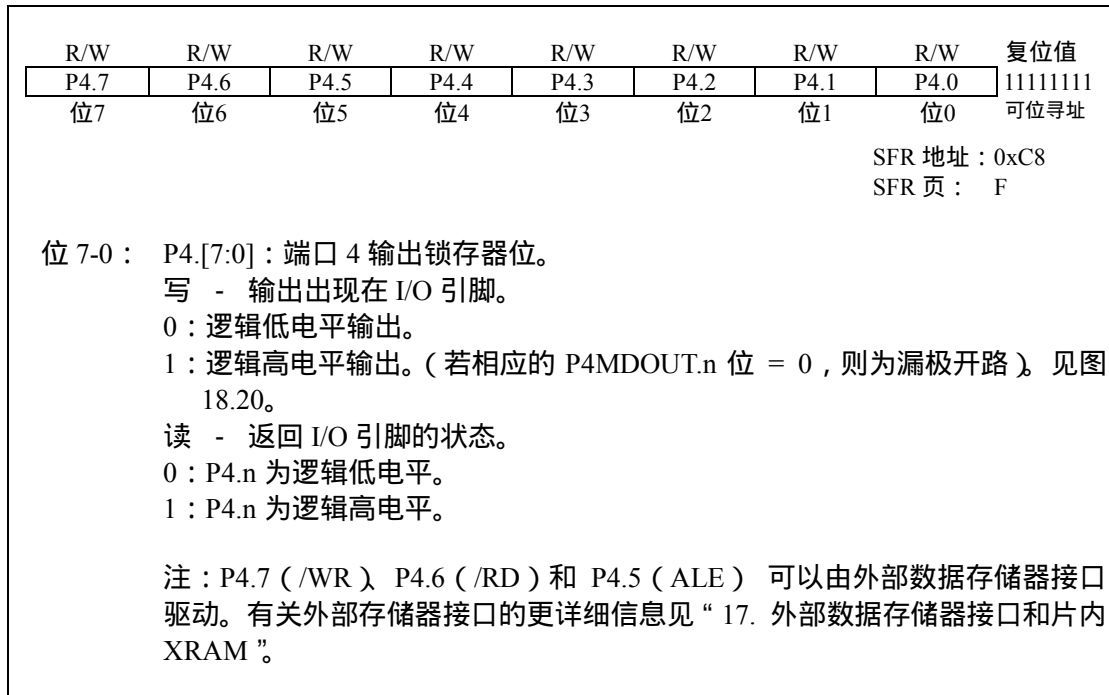 R/W R/W R/W R/W R/W R/W R/W R/W 复位值
P4.7 P4.6 P4.5 P4.4 P4.3 P4.2 P4.1 P4.0 11111111
位7 位6 位5 位4 位3 位2 位1 位0 可位寻址
SFR 地址：0xC8
SFR 页： F
位 7-0： P4.[7:0]：端口 4 输出锁存器位。
写 - 输出出现在 I/O 引脚。
0：逻辑低电平输出。
1：逻辑高电平输出。（若相应的 P4MDOUT.n 位 = 0，则为漏极开路）。见图
18.20。
读 - 返回 I/O 引脚的状态。
0：P4.n 为逻辑低电平。
1：P4.n 为逻辑高电平。
注：P4.7（/WR）、P4.6（/RD）和 P4.5（ALE） 可以由外部数据存储器接口
驱动。有关外部存储器接口的更详细信息见“17. 外部数据存储器接口和片内
XRAM”。